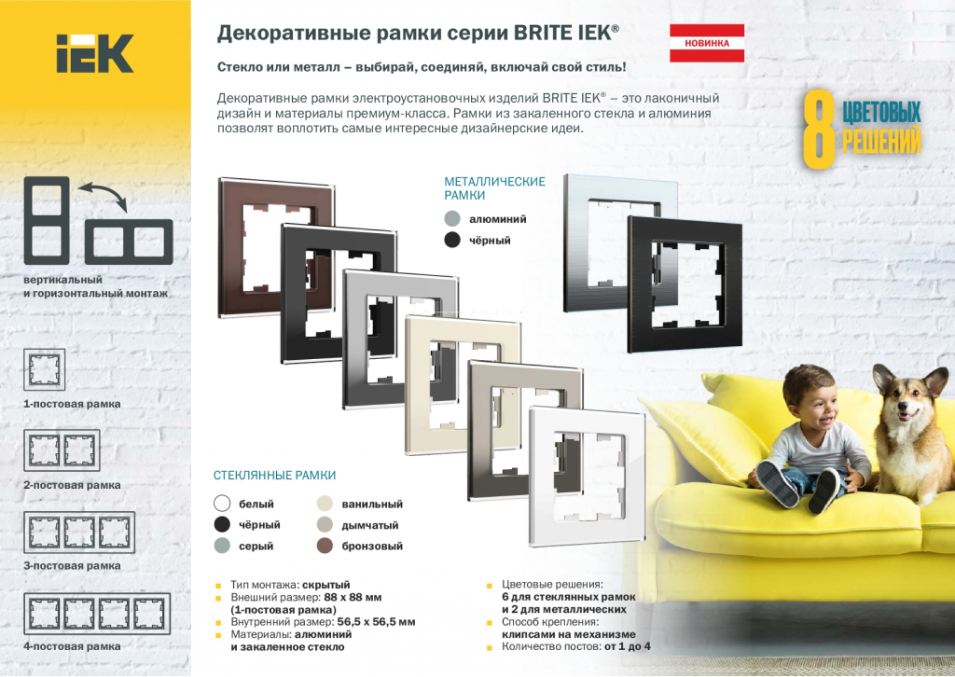 iEK
Декоративные рамки серии BRITE IEK®
НОВИНКА
Стекло или металл – выбирай, соединяй, включай свой стиль!
Декоративные рамки электроустановочных изделий BRITE IEK® – это лаконичный
дизайн и материалы премиум-класса. Рамки из закаленного стекла и алюминия
позволят воплотить самые интересные дизайнерские идеи.
8 ЦВЕТОВЫХ
РЕШЕНИЙ
вертикальный
и горизонтальный монтаж
1-постовая рамка
2-постовая рамка
3-постовая рамка
4-постовая рамка
МЕТАЛЛИЧЕСКИЕ
РАМКИ
алюминий
чёрный
СТЕКЛЯННЫЕ РАМКИ
белый
чёрный
серый
ванильный
дымчатый
бронзовый
Тип монтажа: скрытый
Внешний размер: 88 х 88 мм
(1-постовая рамка)
Внутренний размер: 56,5 х 56,5 мм
Материалы: алюминий
и закаленное стекло
Цветовые решения:
6 для стеклянных рамок
и 2 для металлических
Способ крепления:
клипсами на механизме
Количество постов: от 1 до 4